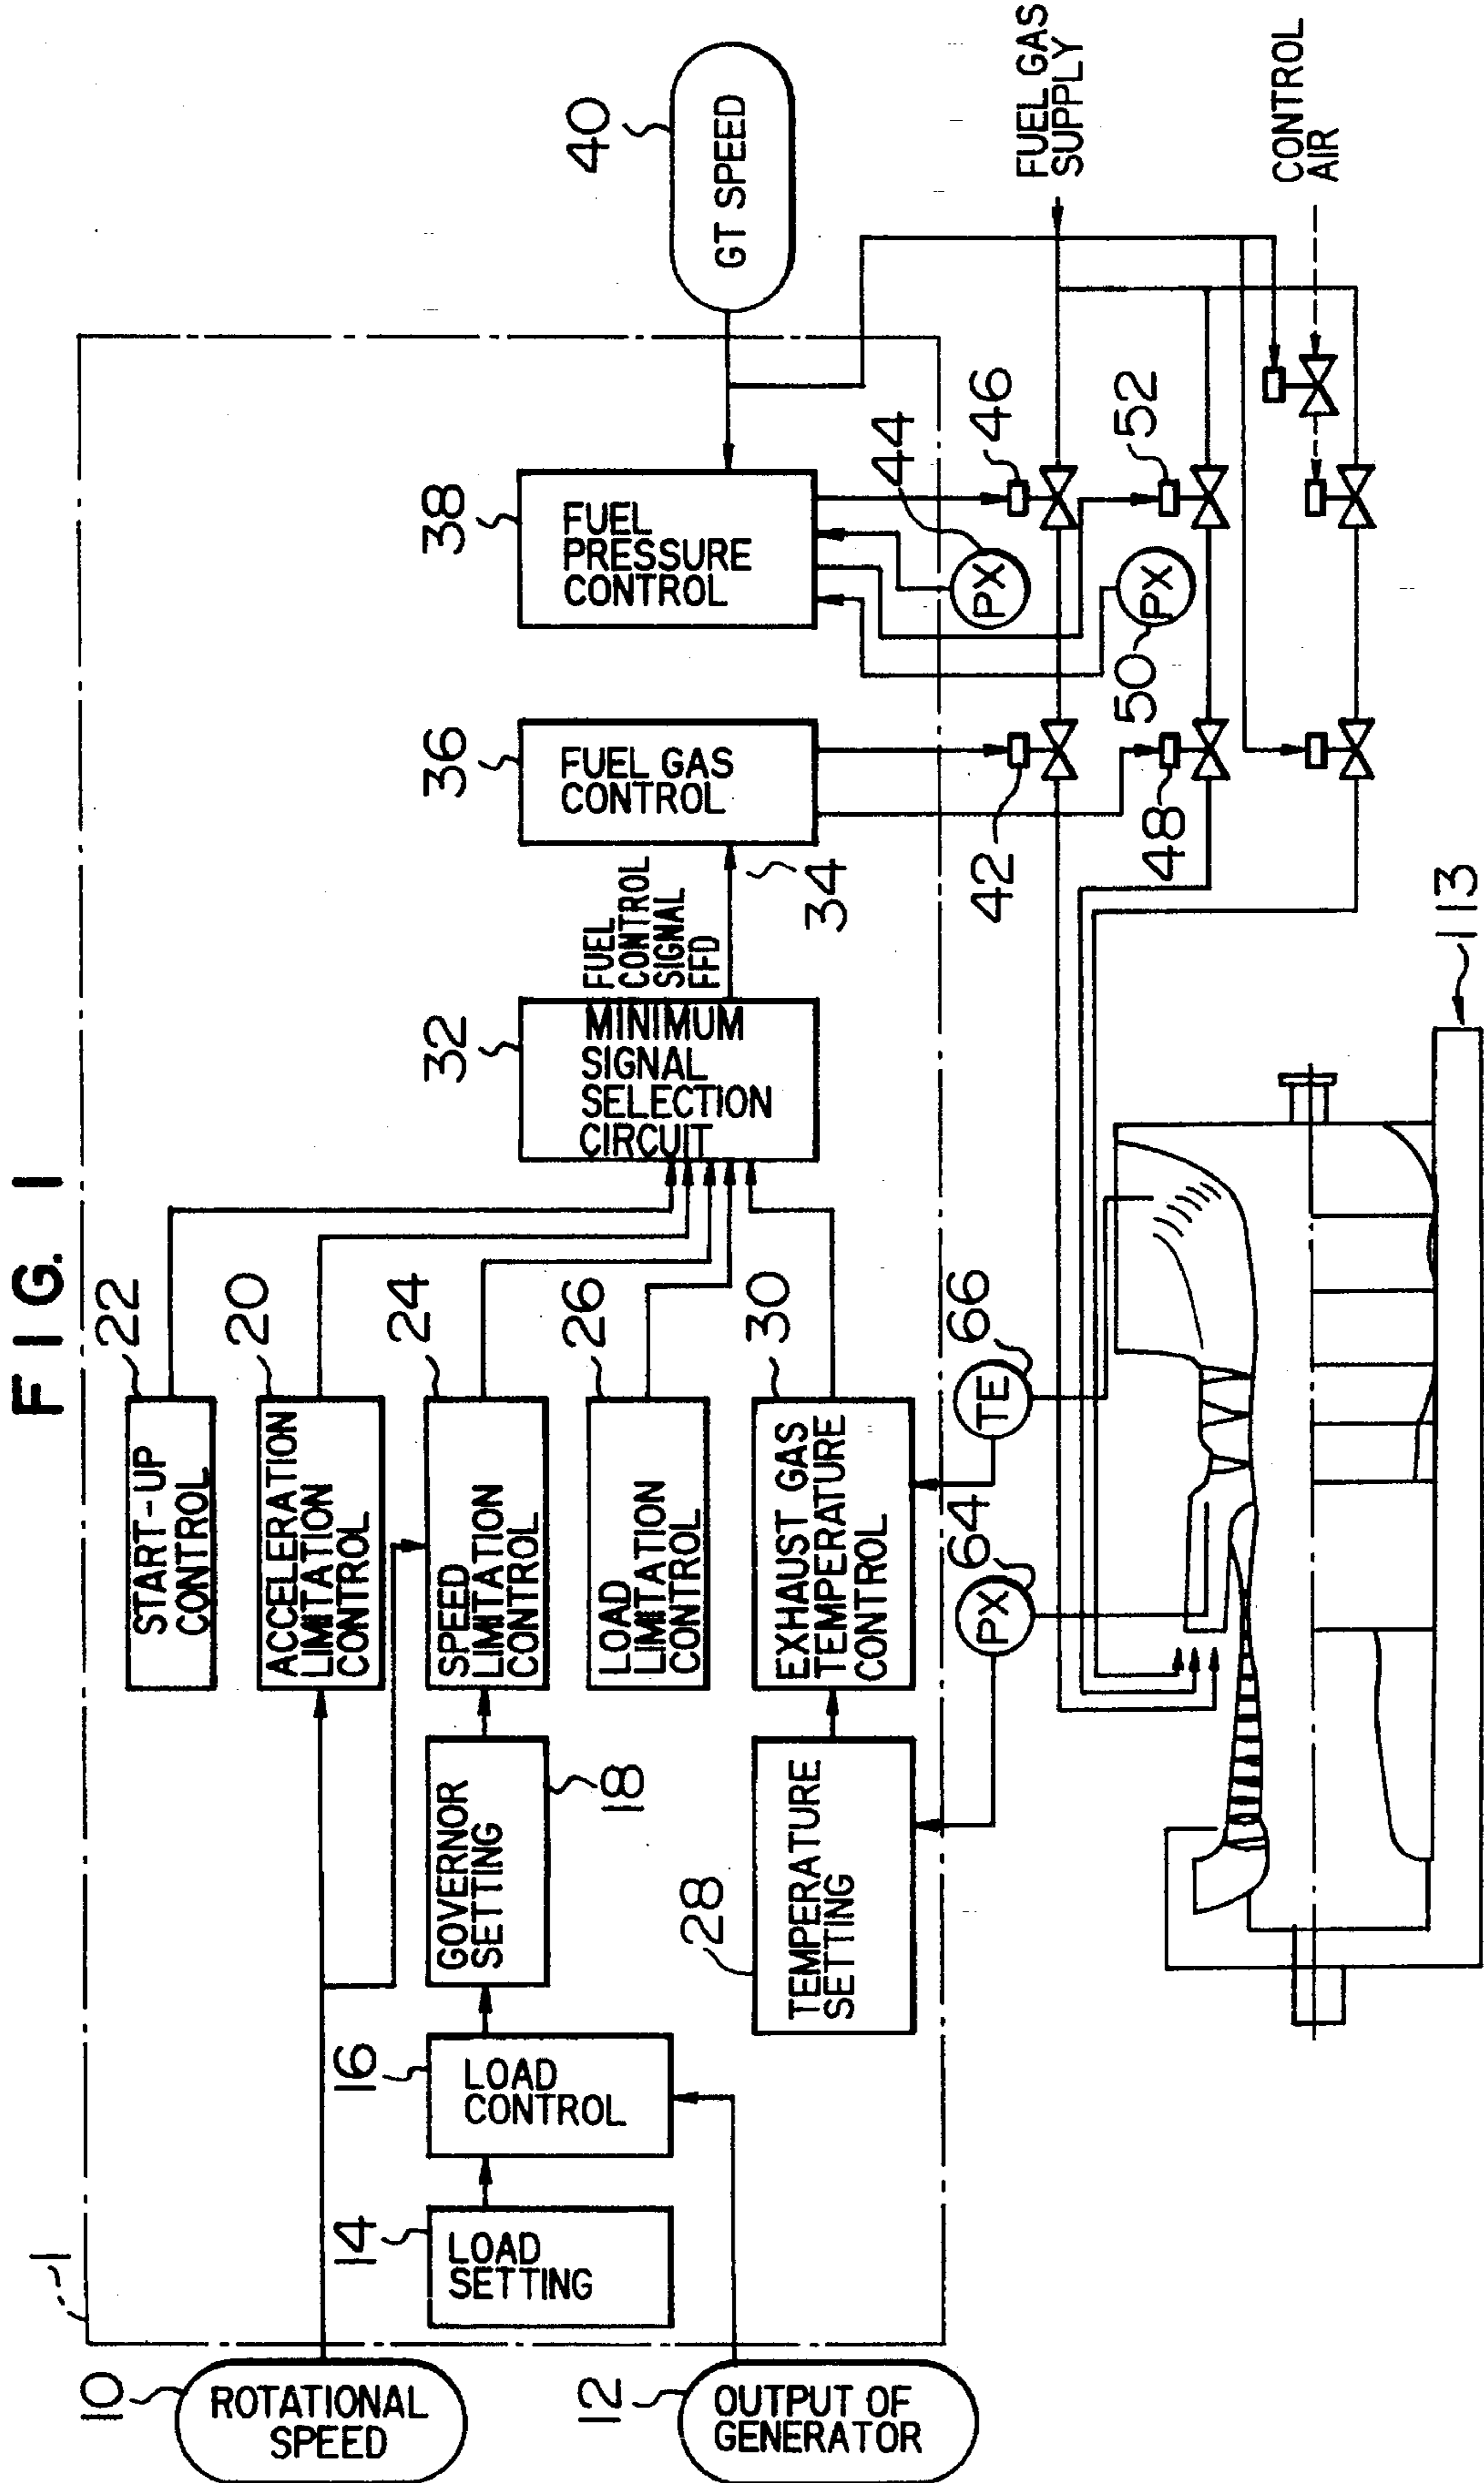 FIG. 1
1
10
ROTATIONAL
SPEED
12
OUTPUT OF
GENERATOR
14
LOAD
SETTING
16
LOAD
CONTROL
18
GOVERNOR
SETTING
28
TEMPERATURE
SETTING
22
START-UP
CONTROL
20
ACCELERATION
LIMITATION
CONTROL
24
SPEED
LIMITATION
CONTROL
26
LOAD
LIMITATION
CONTROL
30
EXHAUST GAS
TEMPERATURE
CONTROL
32
MINIMUM
SIGNAL
SELECTION
CIRCUIT
FUEL
CONTROL
SIGNAL
FFD
34
36
FUEL GAS
CONTROL
38
FUEL
PRESSURE
CONTROL
40
GT SPEED
64
PX
66
TE
42
44
PX
46
48
50
PX
52
FUEL GAS
SUPPLY
CONTROL
AIR
113